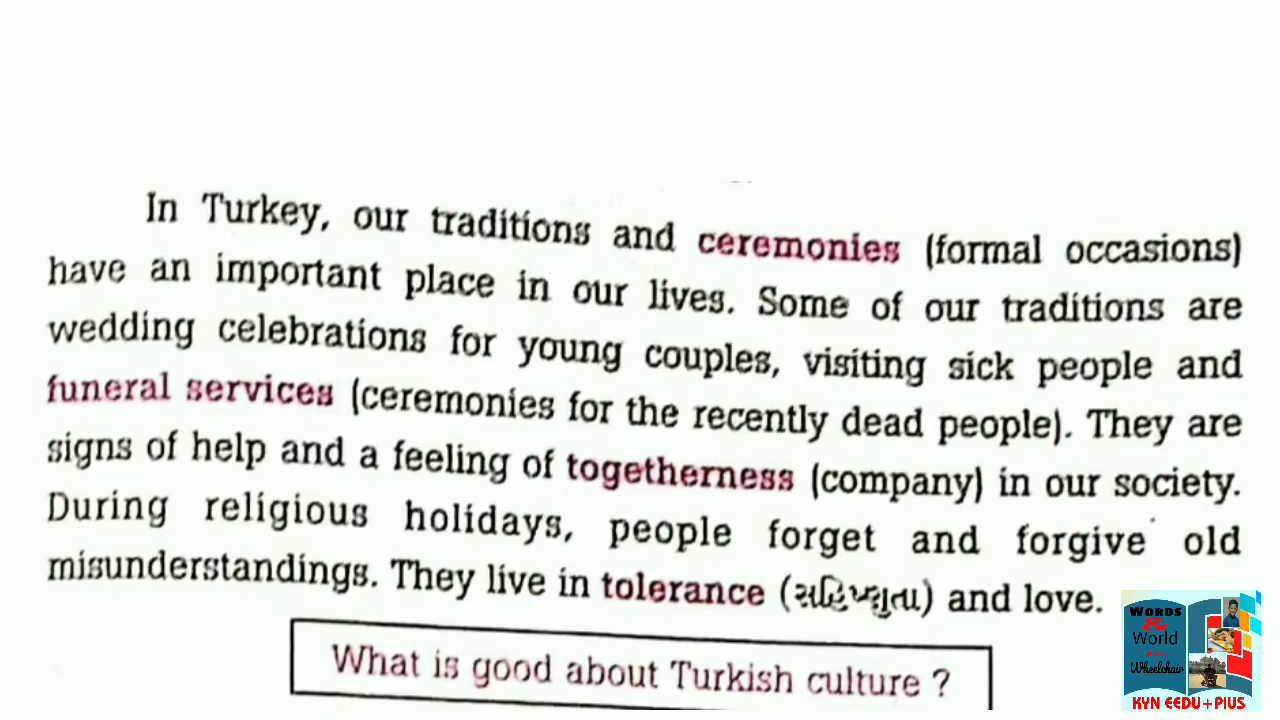 In Turkey, our traditions and ceremonies (formal occasions)
have an important place in our lives. Some of our traditions are
wedding celebrations for young couples, visiting sick people and
funeral services (ceremonies for the recently dead people). They are
signs of help and a feeling of togetherness (company) in our society.
During religious holidays, people forget and forgive old
misunderstandings. They live in tolerance (સહિષ્ણુતા) and love.
What is good about Turkish culture ?
WORDS
World
Wheelchair
KYN EEDU+PIUS